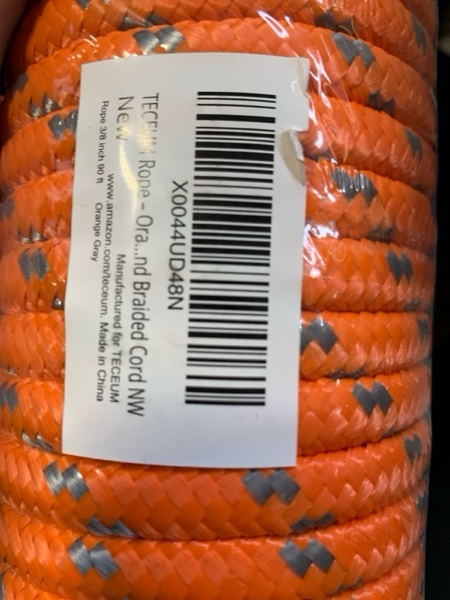 X0044UD48N
TECEUM Rope - Ora...nd Braided Cord NW
New
Manufactured for TECEUM
www.amazon.com/teceum. Made in China
Rope 3/8 inch 90 ft Orange Gray